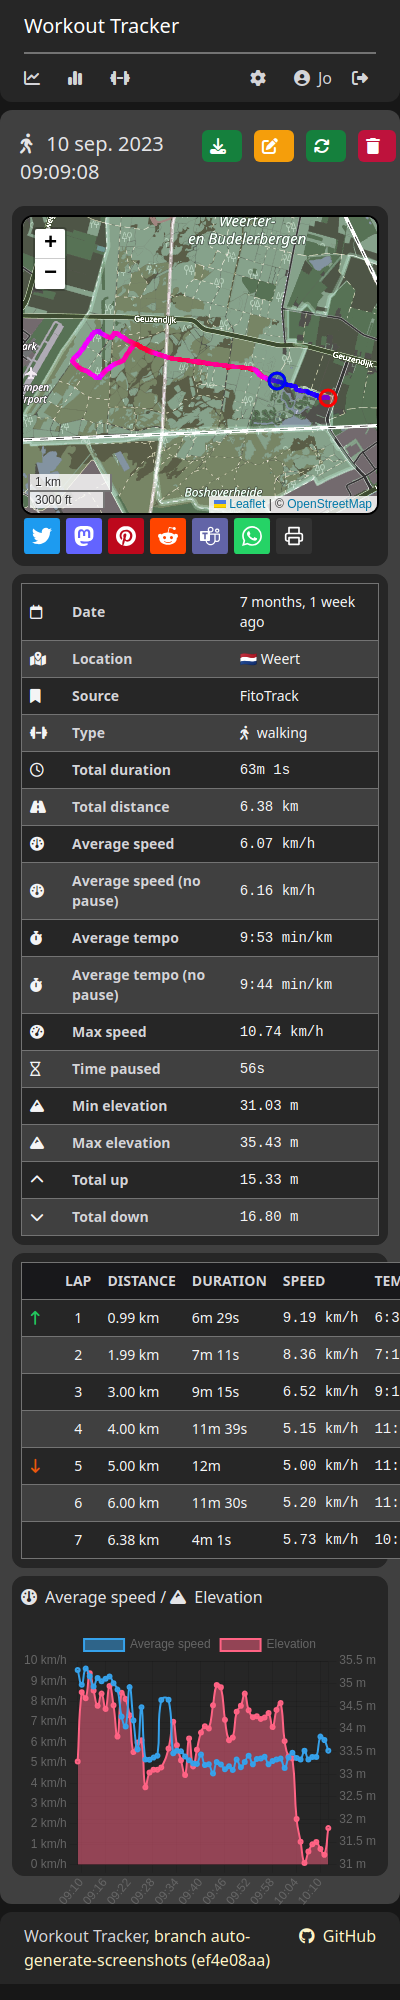 Workout Tracker
Jo
10 sep. 2023
09:09:08
Weerter-
en Budelerbergen
+
−
Geuzendijk
Geuzendijk
ark
mpen
irport
1 km
3000 ft
Boshoverheide
Leaflet | © OpenStreetMap
Date 7 months, 1 week
ago
Location 🇳🇱 Weert
Source FitoTrack
Type walking
Total duration 63m 1s
Total distance 6.38 km
Average speed 6.07 km/h
Average speed (no
pause) 6.16 km/h
Average tempo 9:53 min/km
Average tempo (no
pause) 9:44 min/km
Max speed 10.74 km/h
Time paused 56s
Min elevation 31.03 m
Max elevation 35.43 m
Total up 15.33 m
Total down 16.80 m
LAP DISTANCE DURATION SPEED TEM
1 0.99 km 6m 29s 9.19 km/h 6:3
2 1.99 km 7m 11s 8.36 km/h 7:1
3 3.00 km 9m 15s 6.52 km/h 9:1
4 4.00 km 11m 39s 5.15 km/h 11:
5 5.00 km 12m 5.00 km/h 11:
6 6.00 km 11m 30s 5.20 km/h 11:
7 6.38 km 4m 1s 5.73 km/h 10:
Average speed / Elevation
Average speed Elevation
10 km/h 35.5 m
9 km/h 35 m
8 km/h 34.5 m
7 km/h 34 m
6 km/h 33.5 m
5 km/h 33 m
4 km/h 32.5 m
3 km/h 32 m
2 km/h 31.5 m
1 km/h 31 m
0 km/h
09:10 09:16 09:22 09:28 09:34 09:40 09:46 09:52 09:58 10:04 10:10
Workout Tracker, branch auto-
generate-screenshots (ef4e08aa)
GitHub